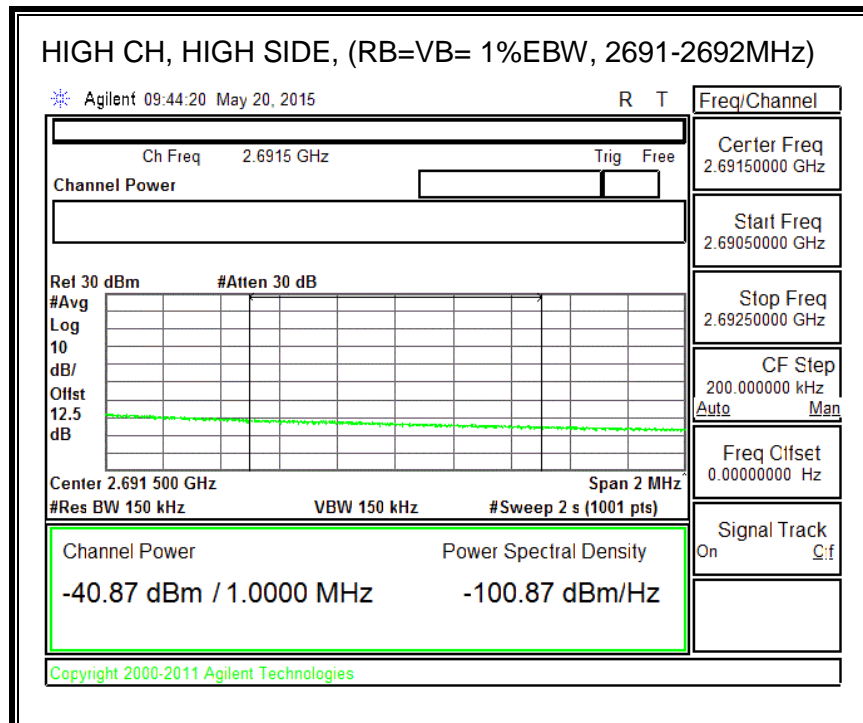 HIGH CH, HIGH SIDE, (RB=VB= 1%EBW, 2691-2692MHz)
Agilent 09:44:20 May 20, 2015 R T
Freq/Channel
Ch Freq 2.6915 GHz Trig Free
Channel Power
Ref 30 dBm #Atten 30 dB
#Avg
Log
10
dB/
Offst
12.5
dB
Center 2.691 500 GHz Span 2 MHz^
#Res BW 150 kHz VBW 150 kHz #Sweep 2 s (1001 pts)
Channel Power Power Spectral Density
-40.87 dBm / 1.0000 MHz -100.87 dBm/Hz
Copyright 2000-2011 Agilent Technologies
Center Freq
2.69150000 GHz
Start Freq
2.69050000 GHz
Stop Freq
2.69250000 GHz
CF Step
200.000000 kHz
Auto Man
Freq Offset
0.00000000 Hz
Signal Track
On Off